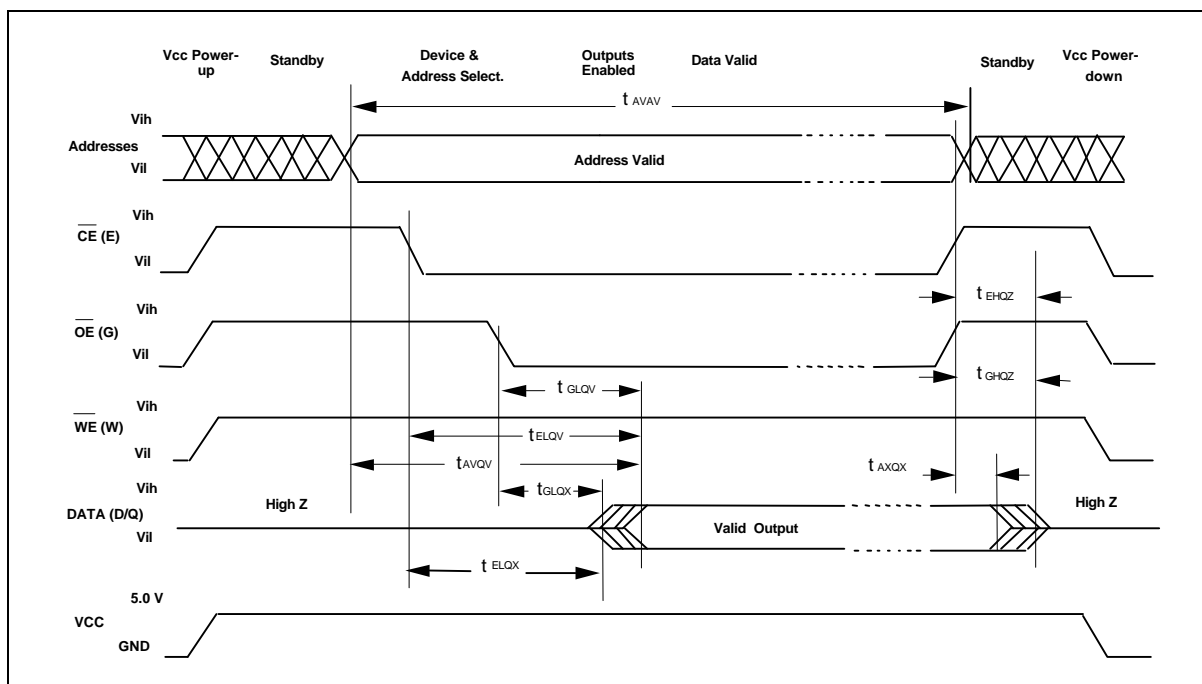 Vcc Power-
up
Standby
Device &
Address Select.
Outputs
Enabled
Data Valid
Standby
Vcc Power-
down
t AVAV
Vih
Addresses
Vil
Address Valid
Vih
CE (E)
Vil
t EHQZ
Vih
OE (G)
Vil
t GHQZ
t GLQV
Vih
WE (W)
Vil
t ELQV
t AVQV
t AXQX
Vih
t GLQX
High Z
High Z
DATA (D/Q)
Valid Output
Vil
t ELQX
5.0 V
VCC
GND